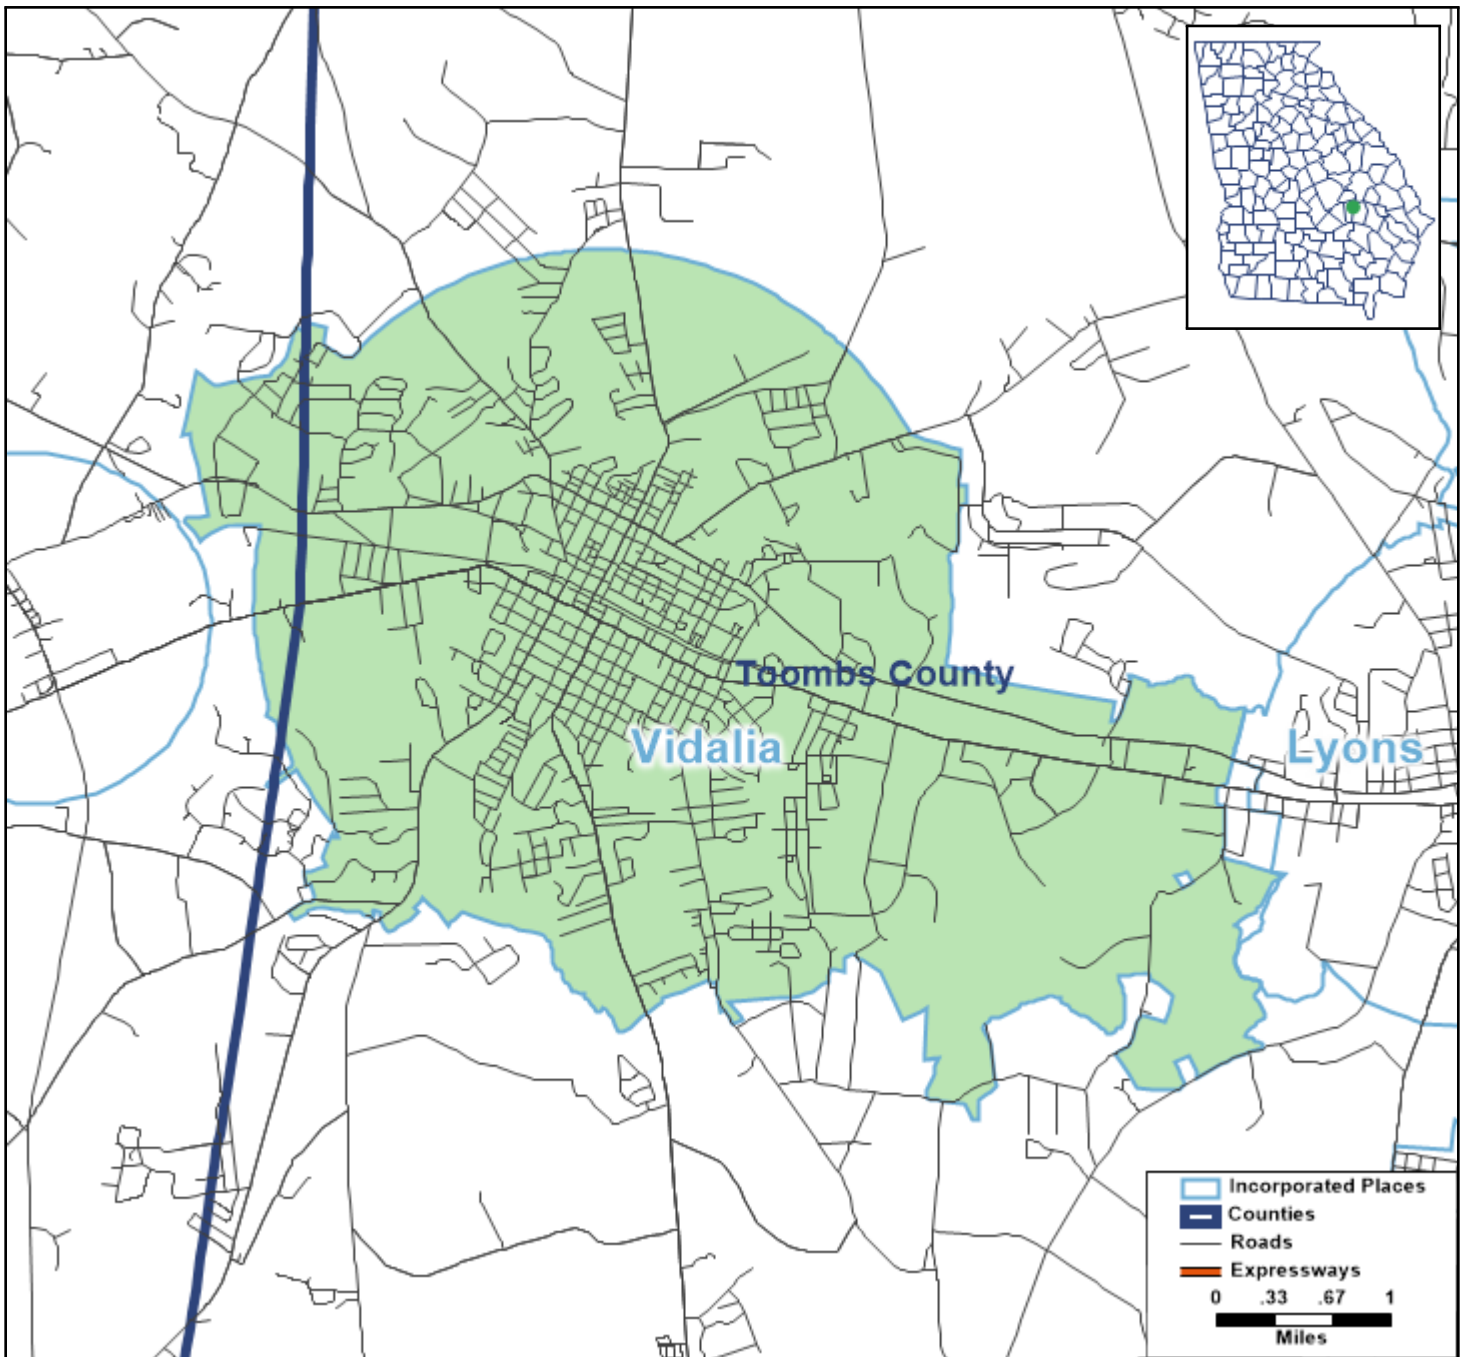 Toombs County
Vidalia
Lyons
Incorporated Places
Counties
Roads
Expressways
0 .33 .67 1
Miles